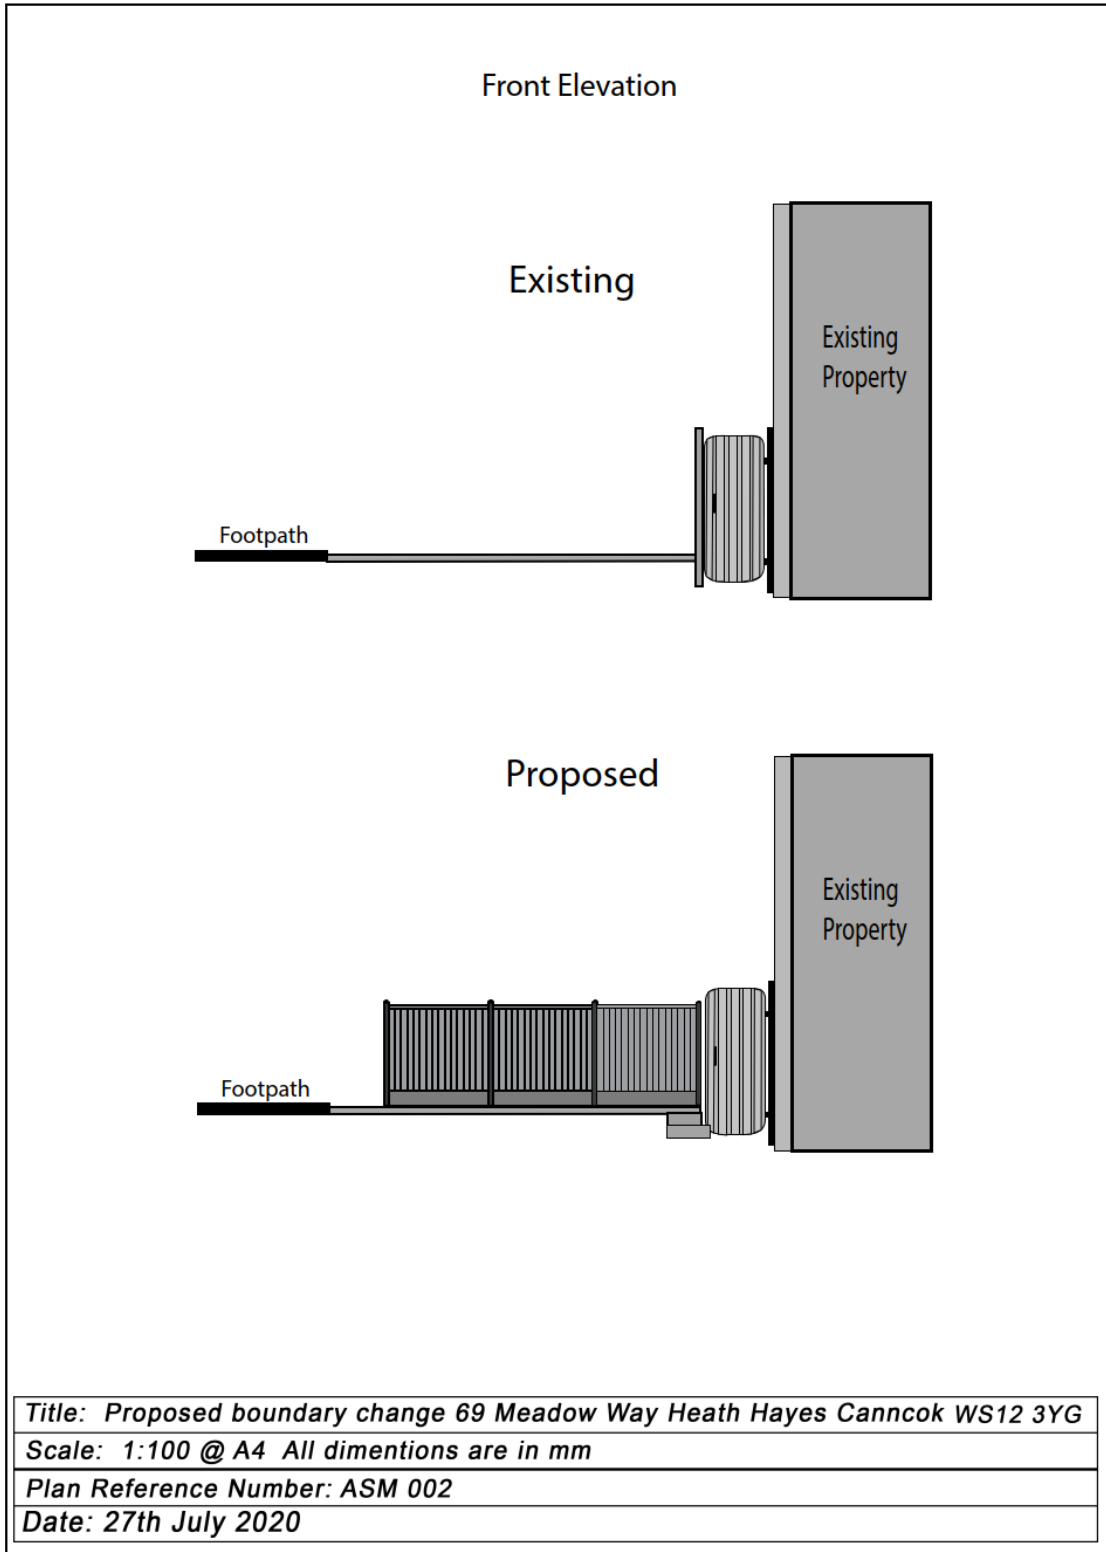 Front Elevation
Existing
Existing
Property
Footpath
Proposed
Existing
Property
Footpath
Title: Proposed boundary change 69 Meadow Way Heath Hayes Canncok WS12 3YG
Scale: 1:100 @ A4 All dimentions are in mm
Plan Reference Number: ASM 002
Date: 27th July 2020